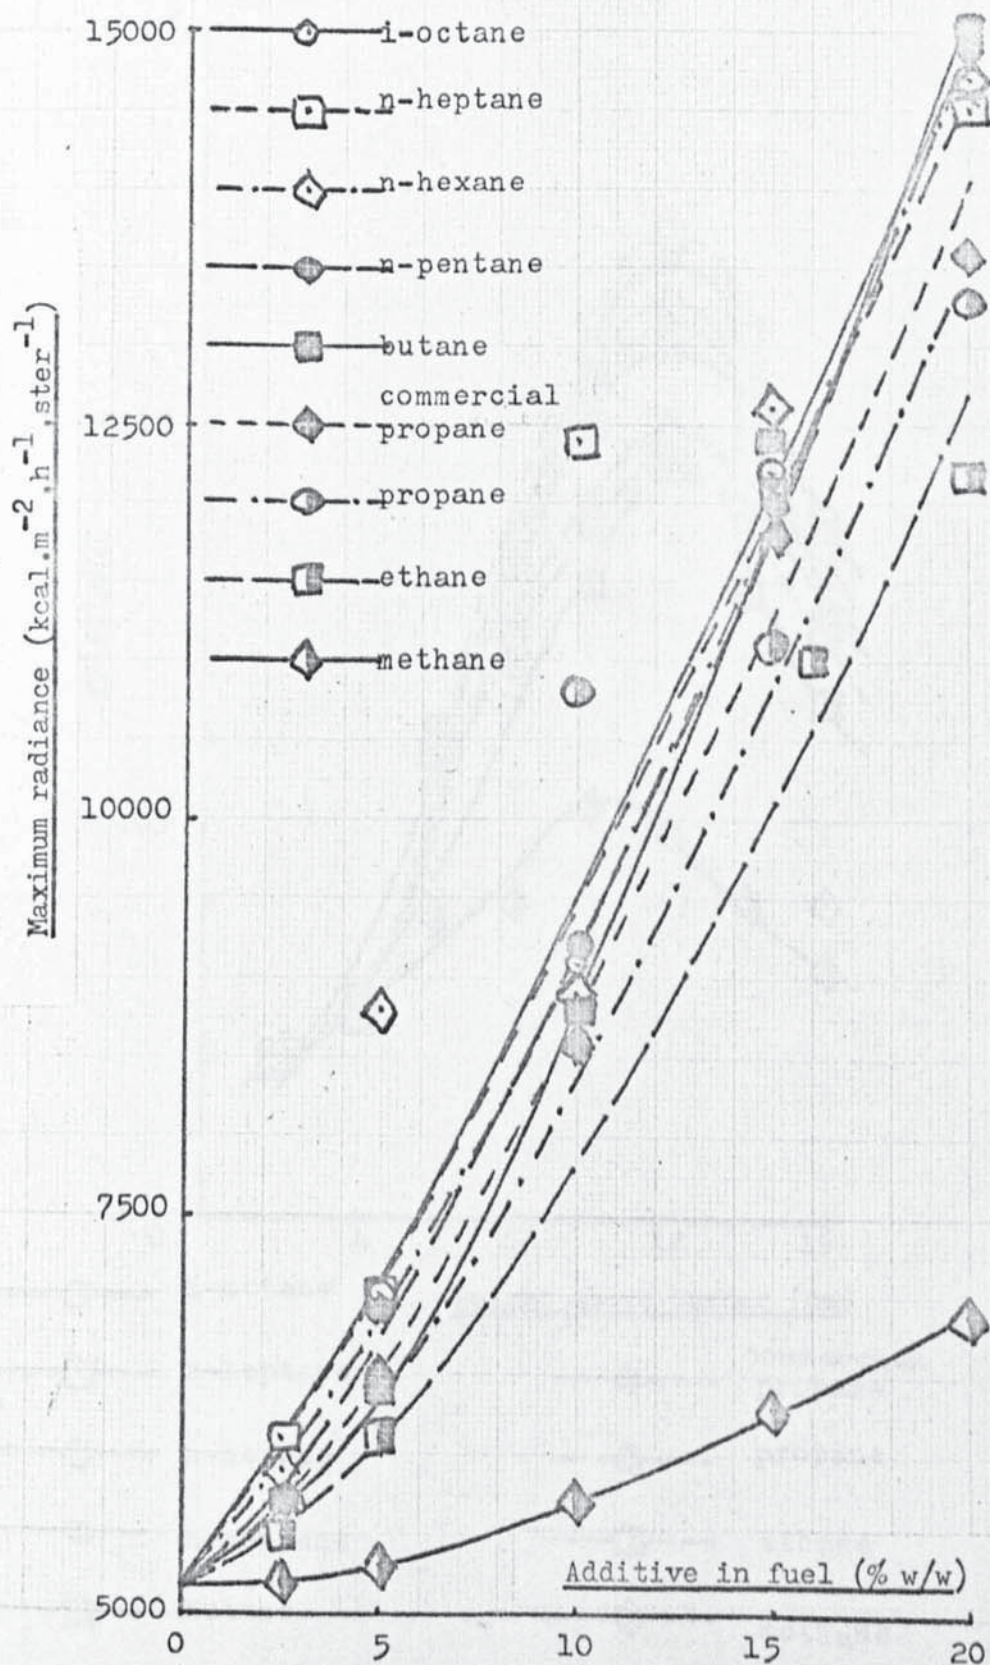 15000
i-octane
n-heptane
n-hexane
n-pentane
butane
commercial
propane
propane
ethane
methane
12500
10000
7500
5000
Maximum radiance (kcal.m⁻².h⁻¹,ster⁻¹)
Additive in fuel (% w/w)
0 5 10 15 20